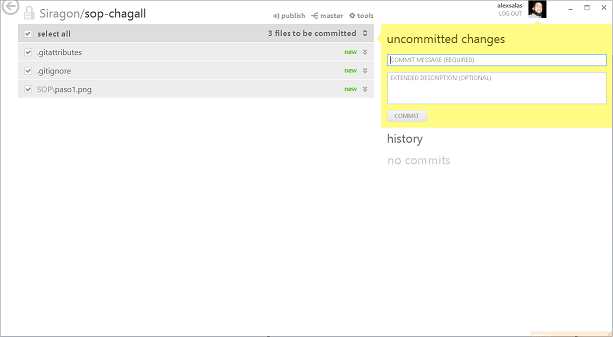 Siragon/sop-chagall
publish master tools
alexsalas
LOG OUT
select all 3 files to be committed
.gitattributes new
.gitignore new
SOP\paso1.png new
uncommitted changes
COMMIT MESSAGE (REQUIRED)
EXTENDED DESCRIPTION (OPTIONAL)
COMMIT
history
no commits